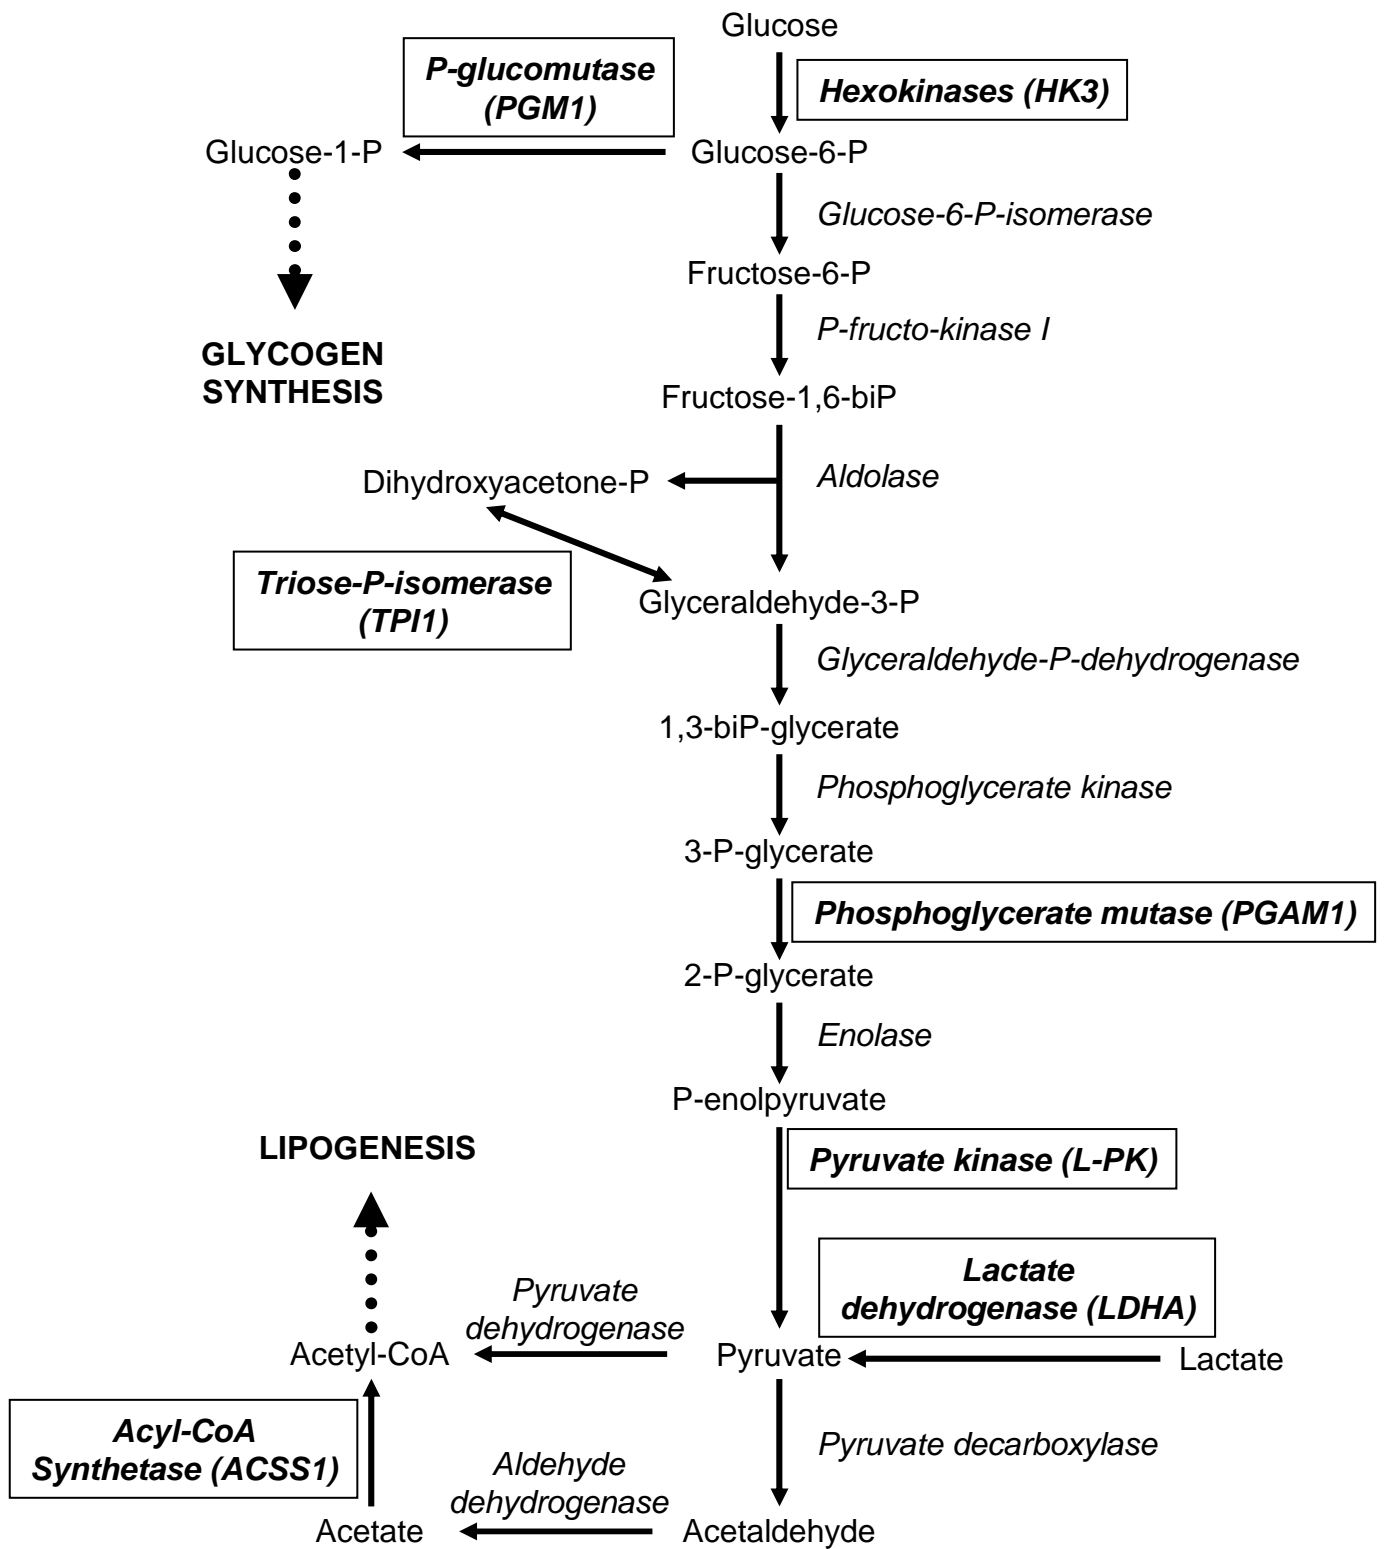 Glucose
P-glucomutase
(PGM1)
Hexokinases (HK3)
Glucose-1-P
Glucose-6-P
Glucose-6-P-isomerase
Fructose-6-P
P-fructo-kinase I
GLYCOGEN
SYNTHESIS
Fructose-1,6-biP
Dihydroxyacetone-P
Aldolase
Triose-P-isomerase
(TPI1)
Glyceraldehyde-3-P
Glyceraldehyde-P-dehydrogenase
1,3-biP-glycerate
Phosphoglycerate kinase
3-P-glycerate
Phosphoglycerate mutase (PGAM1)
2-P-glycerate
Enolase
P-enolpyruvate
LIPOGENESIS
Pyruvate kinase (L-PK)
Lactate
dehydrogenase (LDHA)
Pyruvate
dehydrogenase
Acetyl-CoA
Pyruvate
Lactate
Acyl-CoA
Synthetase (ACSS1)
Pyruvate decarboxylase
Aldehyde
dehydrogenase
Acetate
Acetaldehyde